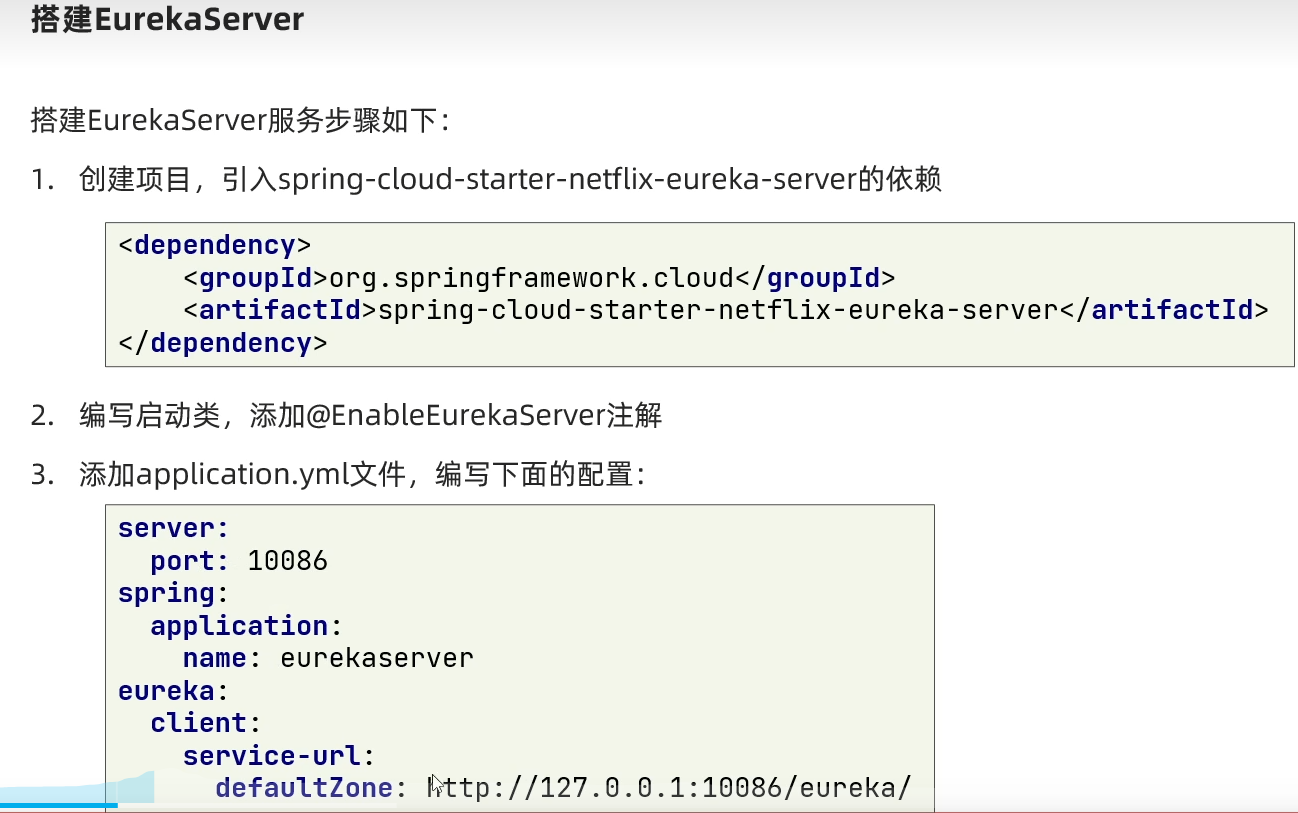 搭建EurekaServer
搭建EurekaServer服务步骤如下：
1. 创建项目，引入spring-cloud-starter-netflix-eureka-server的依赖
<dependency>
    <groupId>org.springframework.cloud</groupId>
    <artifactId>spring-cloud-starter-netflix-eureka-server</artifactId>
</dependency>
2. 编写启动类，添加@EnableEurekaServer注解
3. 添加application.yml文件，编写下面的配置：
server:
  port: 10086
spring:
  application:
    name: eurekaserver
eureka:
  client:
    service-url:
      defaultZone: http://127.0.0.1:10086/eureka/